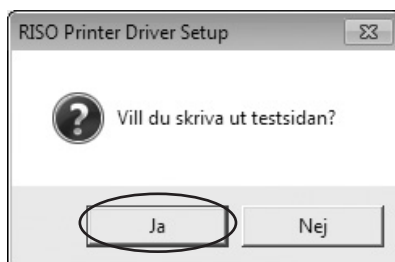 RISO Printer Driver Setup
Vill du skriva ut testsidan?
Ja
Nej